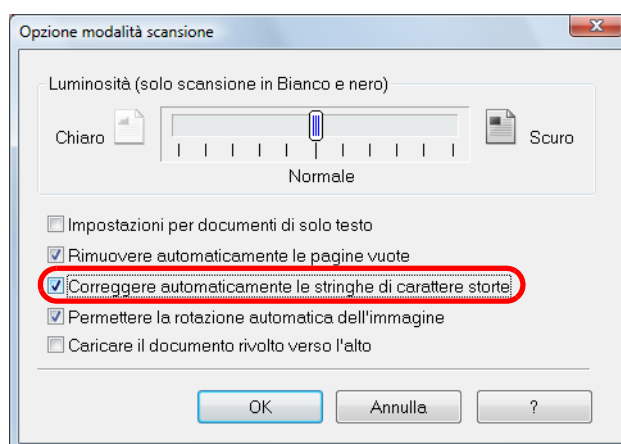 Opzione modalità scansione
Luminosità (solo scansione in Bianco e nero)
Chiaro
Scuro
Normale
Impostazioni per documenti di solo testo
Rimuovere automaticamente le pagine vuote
Correggere automaticamente le stringhe di carattere storte
Permettere la rotazione automatica dell'immagine
Caricare il documento rivolto verso l'alto
OK
Annulla
?